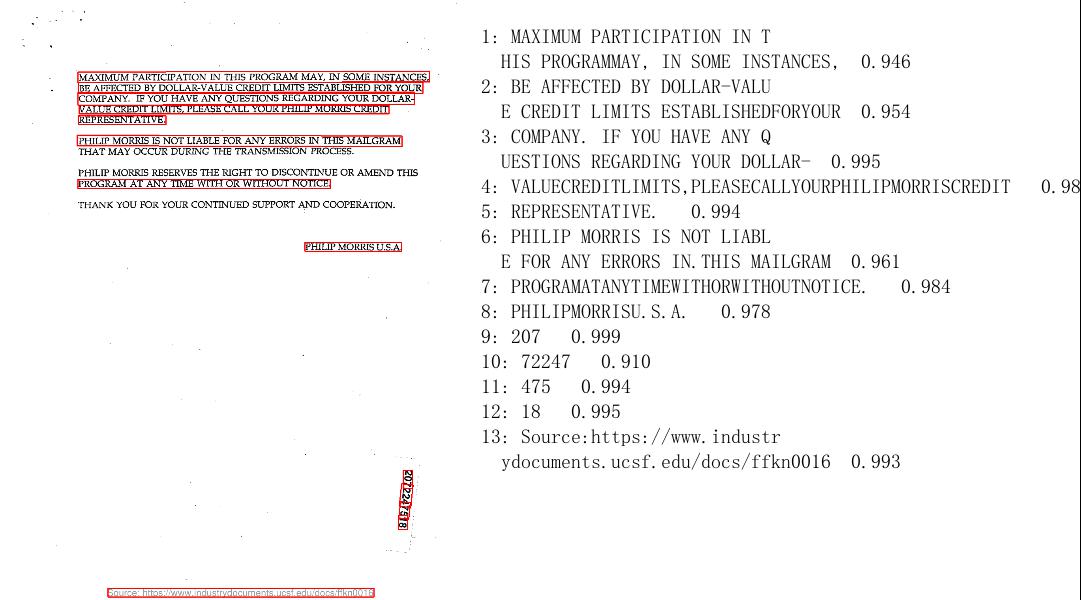 MAXIMUM PARTICIPATION IN THIS PROGRAM MAY, IN SOME INSTANCES,
BE AFFECTED BY DOLLAR-VALUE CREDIT LIMITS ESTABLISHED FOR YOUR
COMPANY. IF YOU HAVE ANY QUESTIONS REGARDING YOUR DOLLAR-
VALUE CREDIT LIMITS, PLEASE CALL YOUR PHILIP MORRIS CREDIT
REPRESENTATIVE.
PHILIP MORRIS IS NOT LIABLE FOR ANY ERRORS IN THIS MAILGRAM
THAT MAY OCCUR DURING THE TRANSMISSION PROCESS.
PHILIP MORRIS RESERVES THE RIGHT TO DISCONTINUE OR AMEND THIS
PROGRAM AT ANY TIME WITH OR WITHOUT NOTICE.
THANK YOU FOR YOUR CONTINUED SUPPORT AND COOPERATION.
PHILIP MORRIS U.S.A.
Source: https://www.industrydocuments.ucsf.edu/docs/ffkn0016
1: MAXIMUM PARTICIPATION IN T
HIS PROGRAMMAY, IN SOME INSTANCES, 0.946
2: BE AFFECTED BY DOLLAR-VALU
E CREDIT LIMITS ESTABLISHEDFORYOUR 0.954
3: COMPANY. IF YOU HAVE ANY Q
UESTIONS REGARDING YOUR DOLLAR- 0.995
4: VALUECREDITLIMITS,PLEASECALLYOURPHILIPMORRISCREDIT 0.98
5: REPRESENTATIVE. 0.994
6: PHILIP MORRIS IS NOT LIABL
E FOR ANY ERRORS IN.THIS MAILGRAM 0.961
7: PROGRAMATANYTIMEWITHORWITHOUTNOTICE. 0.984
8: PHILIPMORRISU.S.A. 0.978
9: 207 0.999
10: 72247 0.910
11: 475 0.994
12: 18 0.995
13: Source:https://www.industr
ydocuments.ucsf.edu/docs/ffkn0016 0.993